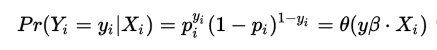 Pr(Y_i = y_i|X_i) = p_i^{y_i} (1 − p_i)^{1−y_i} = θ(yβ · X_i)